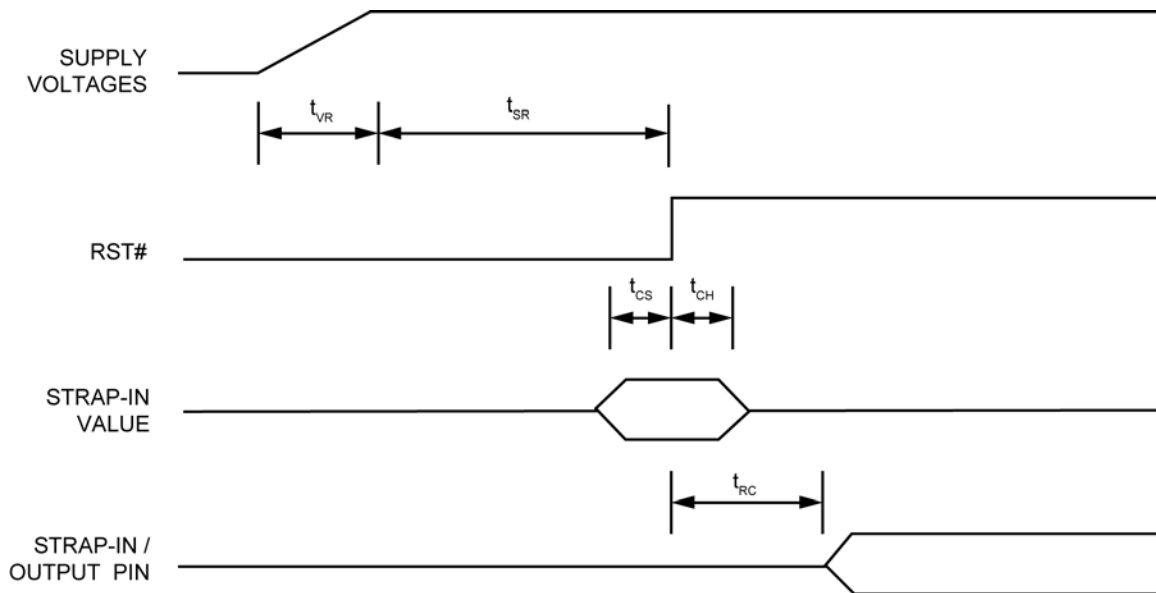 SUPPLY
VOLTAGES
tVR
tSR
RST#
tCS
tCH
STRAP-IN
VALUE
tRC
STRAP-IN /
OUTPUT PIN